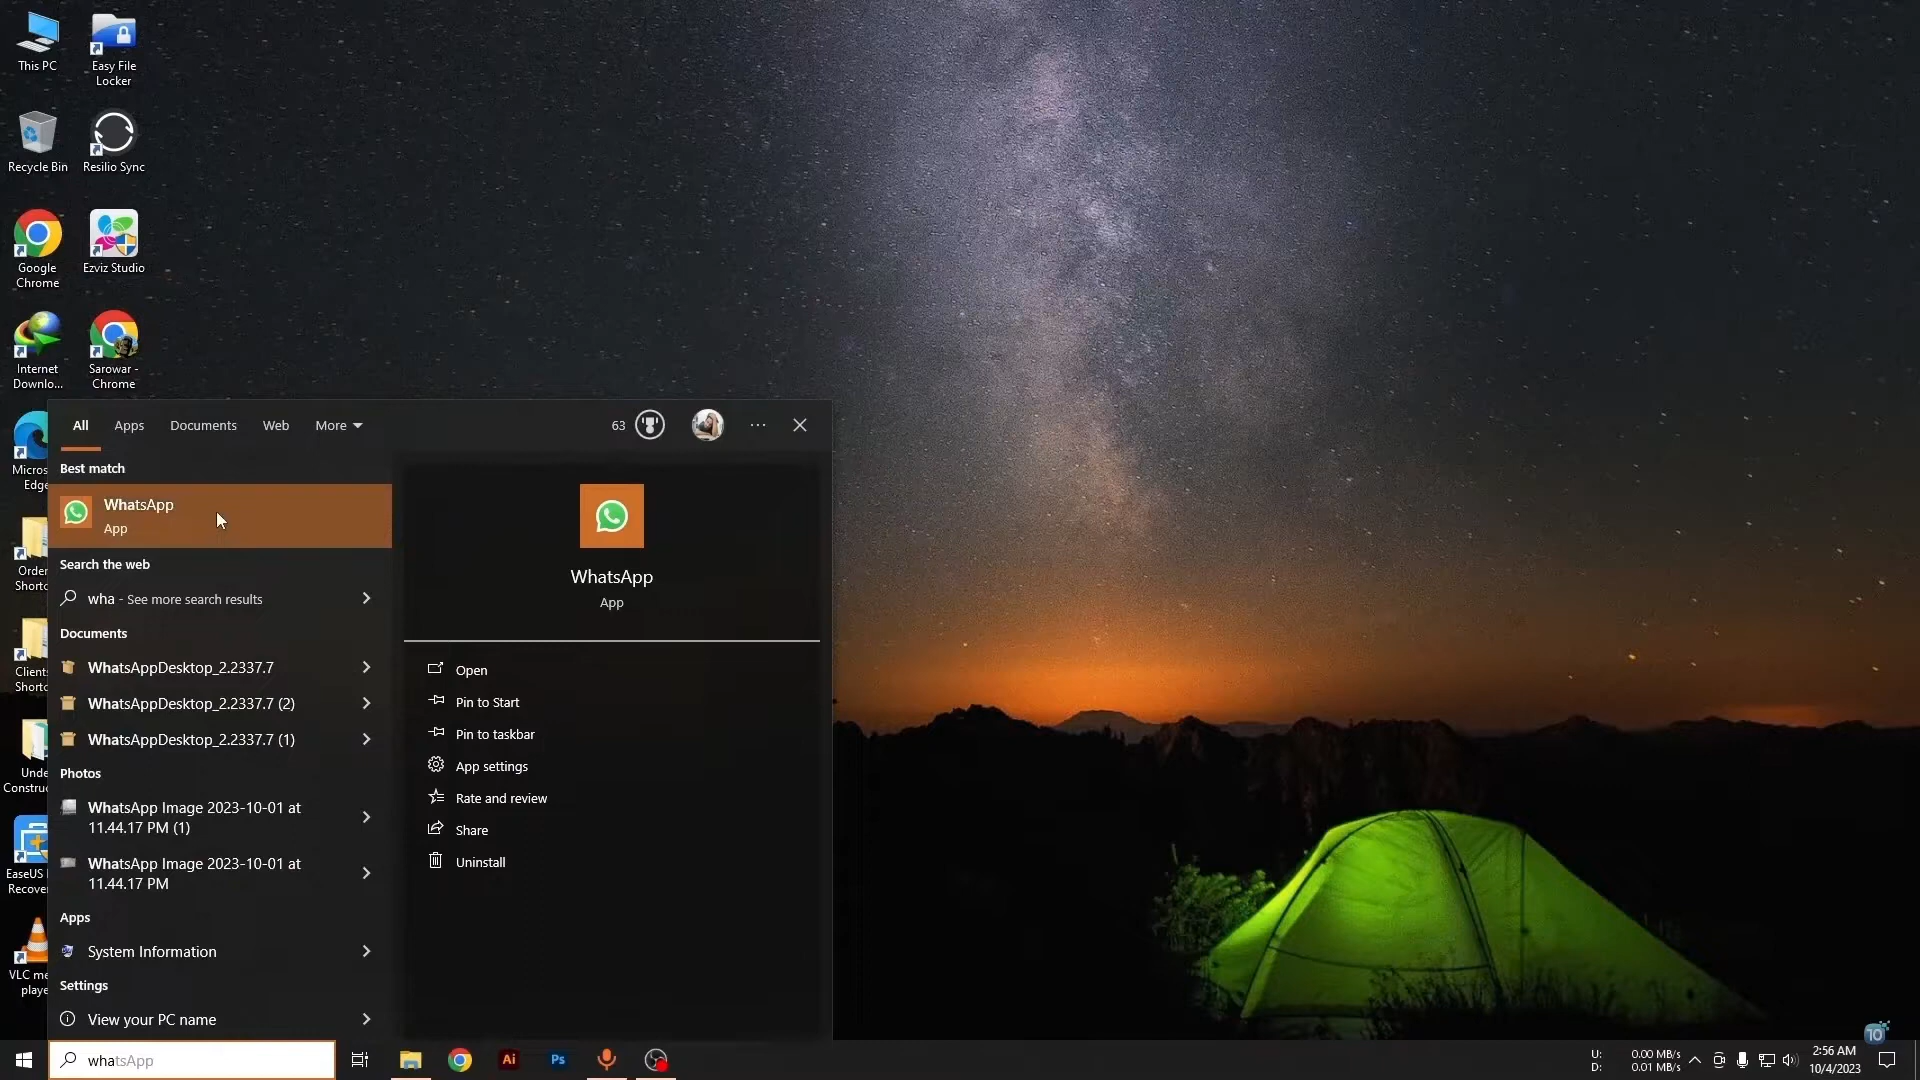 This PC
Easy File
Locker
Recycle Bin
Resilio Sync
Google
Chrome
Ezviz Studio
Internet
Downlo...
Sarowar -
Chrome
Micros
Edge
Order
Shortc
Clients
Shortc
Unde
Construc
EaseUS
Recover
VLC me
playe
All
Apps
Documents
Web
More
63
...
Best match
WhatsApp
App
Search the web
wha - See more search results
Documents
WhatsAppDesktop_2.2337.7
WhatsAppDesktop_2.2337.7 (2)
WhatsAppDesktop_2.2337.7 (1)
Photos
WhatsApp Image 2023-10-01 at
11.44.17 PM (1)
WhatsApp Image 2023-10-01 at
11.44.17 PM
Apps
System Information
Settings
View your PC name
WhatsApp
App
Open
Pin to Start
Pin to taskbar
App settings
Rate and review
Share
Uninstall
whatsApp
Ai
Ps
U: 0.00 MB/s
D: 0.01 MB/s
2:56 AM
10/4/2023
10